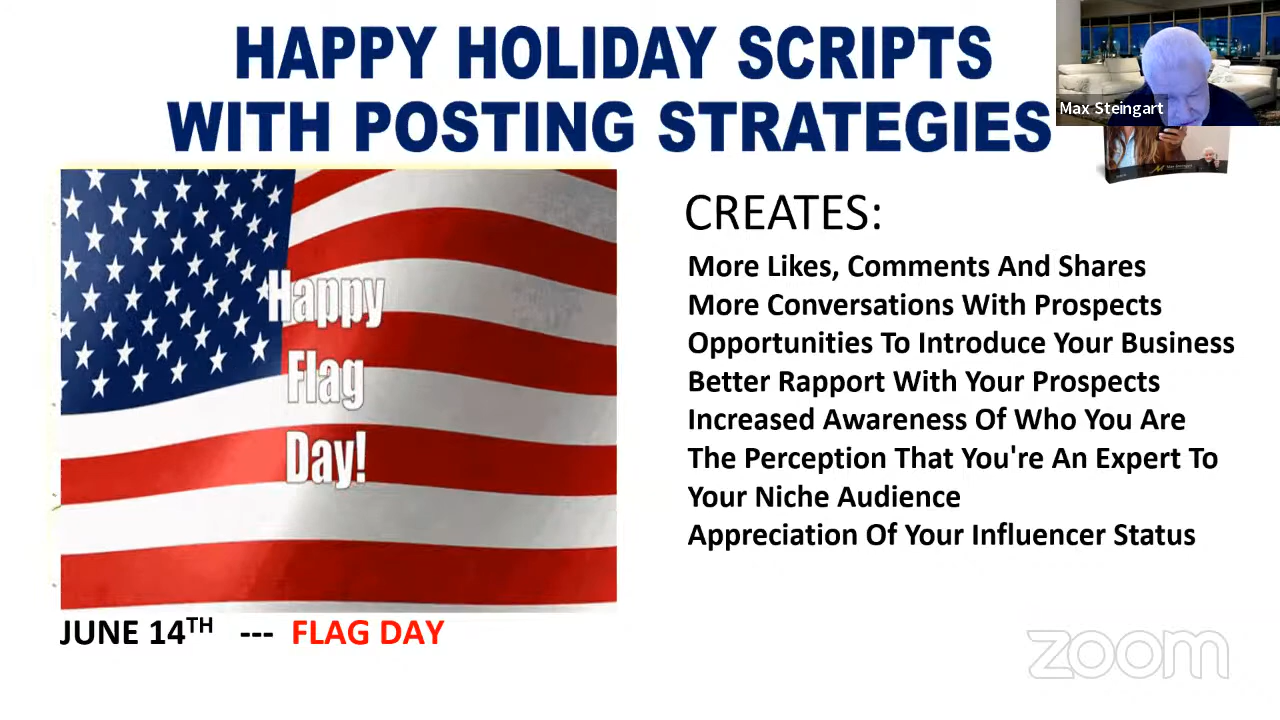 HAPPY HOLIDAY SCRIPTS
WITH POSTING STRATEGIES
Max Steingart
CREATES:
More Likes, Comments And Shares
More Conversations With Prospects
Opportunities To Introduce Your Business
Better Rapport With Your Prospects
Increased Awareness Of Who You Are
The Perception That You're An Expert To
Your Niche Audience
Appreciation Of Your Influencer Status
Happy
Flag
Day!
JUNE 14TH --- FLAG DAY
zoom